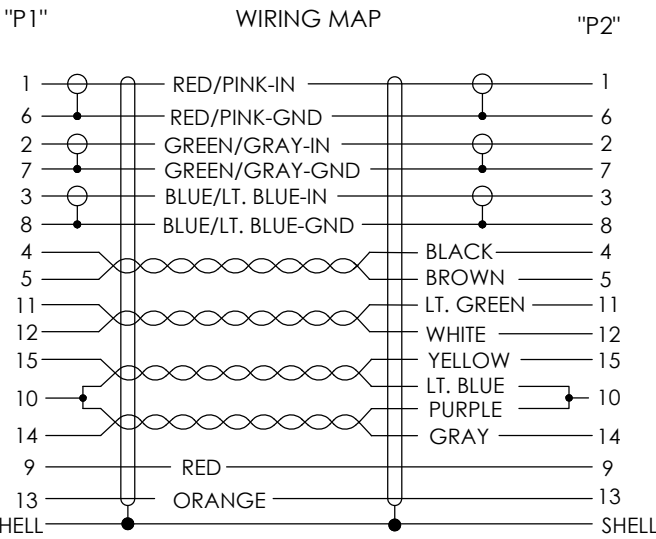 "P1" WIRING MAP "P2"
1 RED/PINK-IN 1
6 RED/PINK-GND 6
2 GREEN/GRAY-IN 2
7 GREEN/GRAY-GND 7
3 BLUE/LT. BLUE-IN 3
8 BLUE/LT. BLUE-GND 8
4 BLACK 4
5 BROWN 5
11 LT. GREEN 11
12 WHITE 12
15 YELLOW 15
LT. BLUE
10 10
PURPLE
14 GRAY 14
9 RED 9
13 ORANGE 13
HELL SHELL